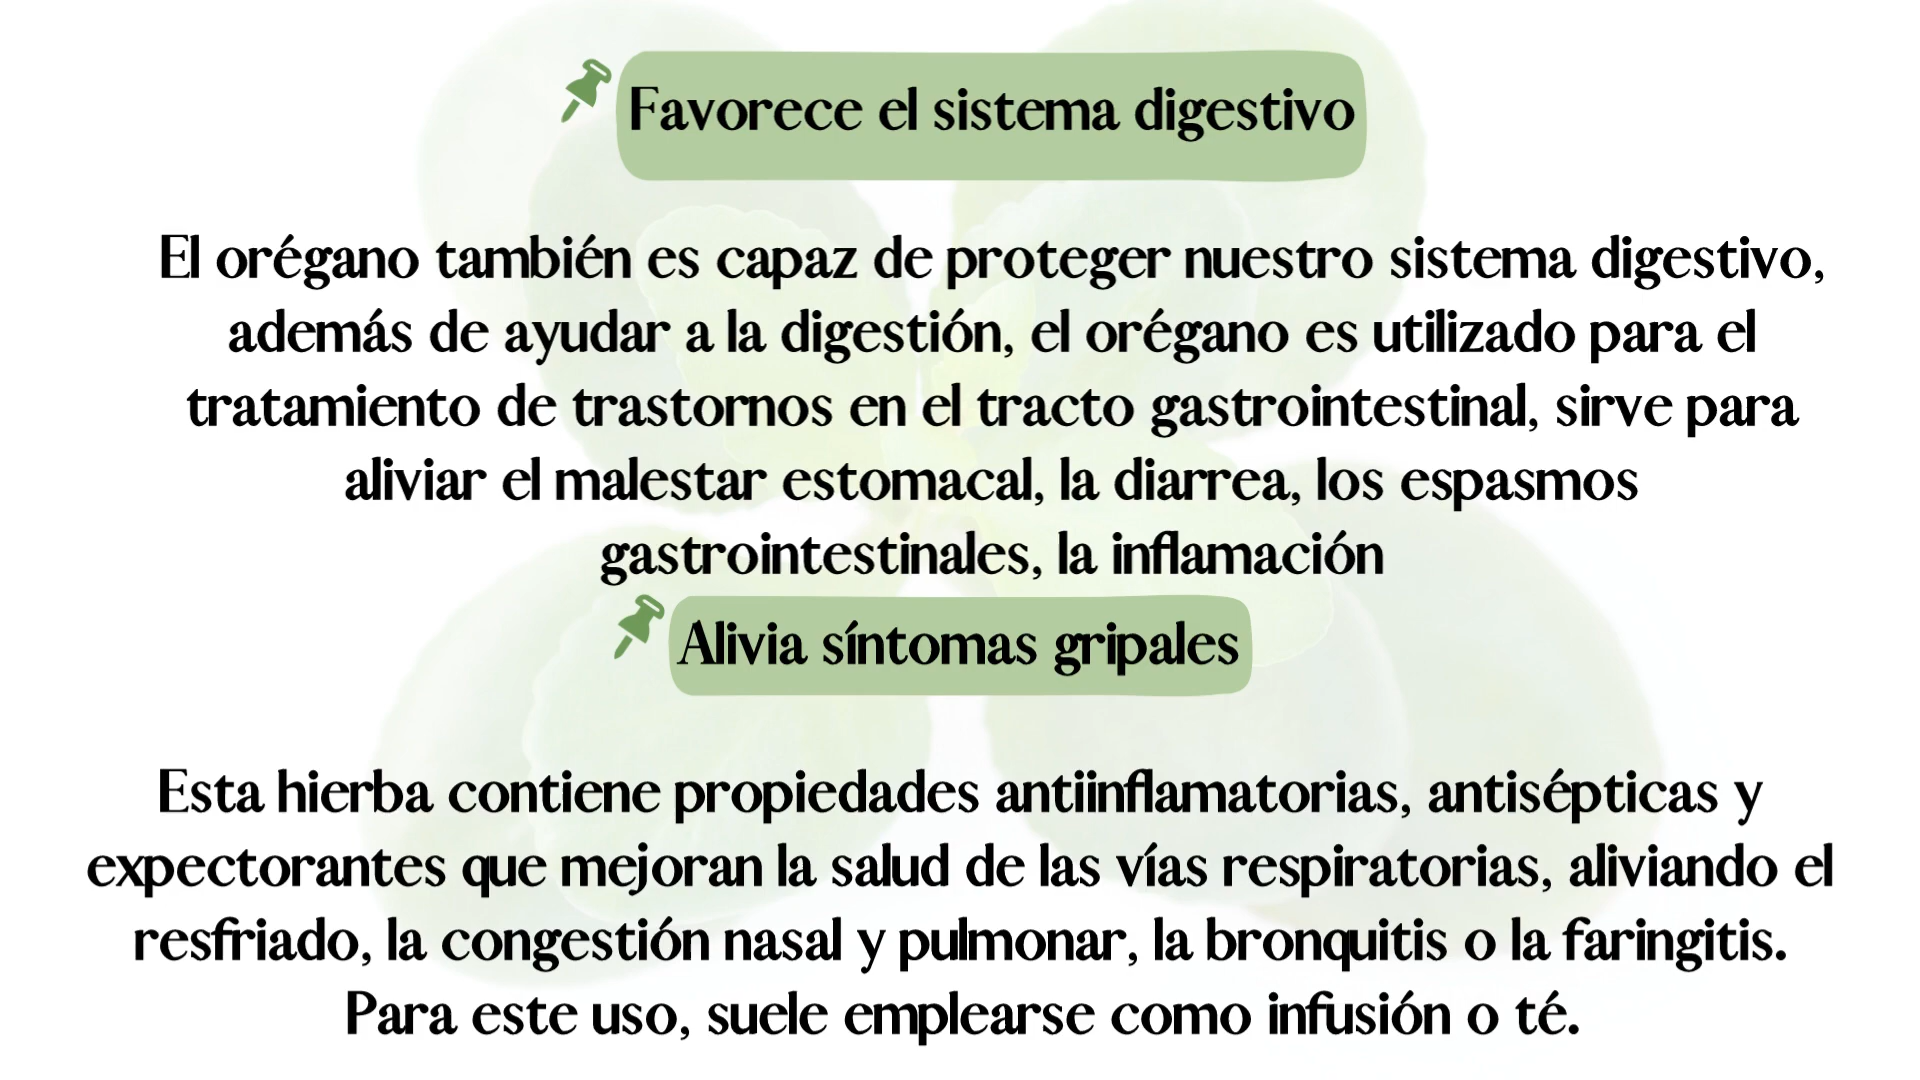 Favorece el sistema digestivo
El orégano también es capaz de proteger nuestro sistema digestivo,
además de ayudar a la digestión, el orégano es utilizado para el
tratamiento de trastornos en el tracto gastrointestinal, sirve para
aliviar el malestar estomacal, la diarrea, los espasmos
gastrointestinales, la inflamación
Alivia síntomas gripales
Esta hierba contiene propiedades antiinflamatorias, antisépticas y
expectorantes que mejoran la salud de las vías respiratorias, aliviando el
resfriado, la congestión nasal y pulmonar, la bronquitis o la faringitis.
Para este uso, suele emplearse como infusión o té.